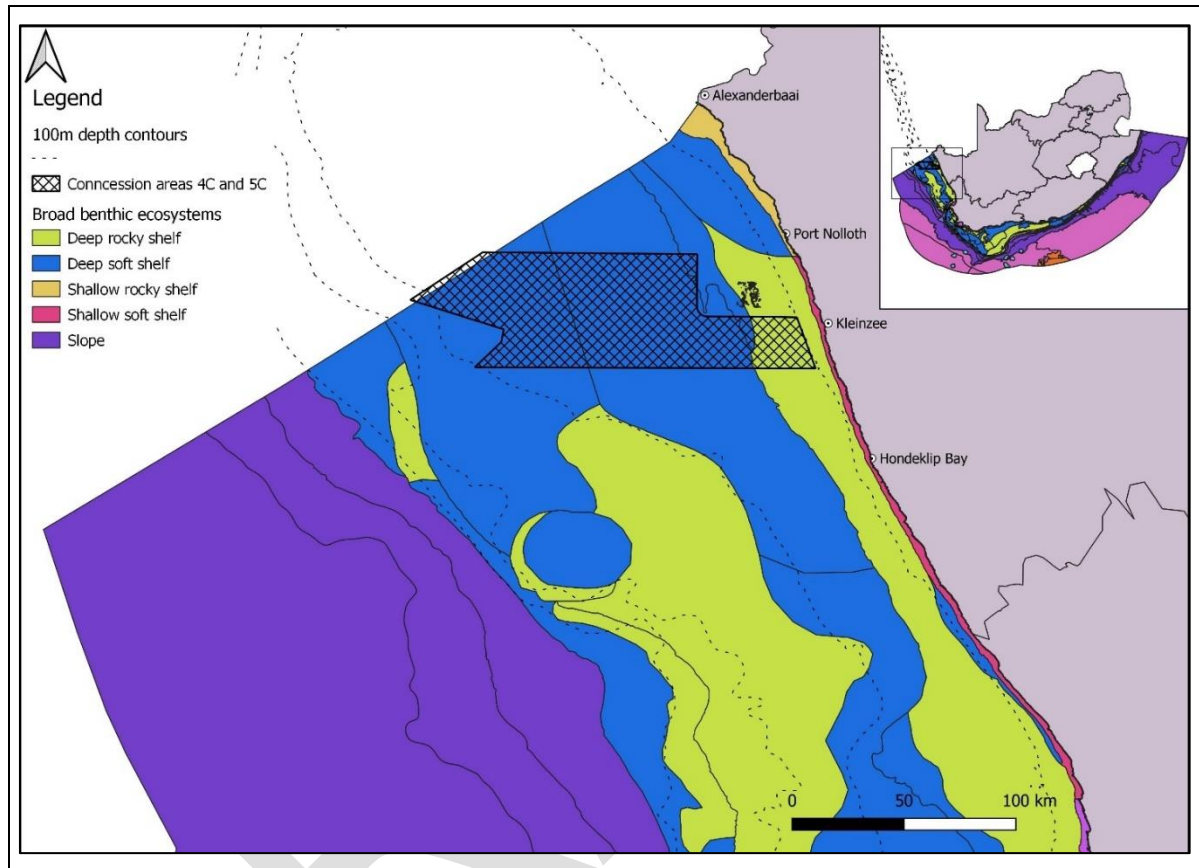 Legend
100m depth contours
Conncession areas 4C and 5C
Broad benthic ecosystems
Deep rocky shelf
Deep soft shelf
Shallow rocky shelf
Shallow soft shelf
Slope
Alexanderbaai
Port Nolloth
Kleinzee
Hondeklip Bay
0 50 100 km